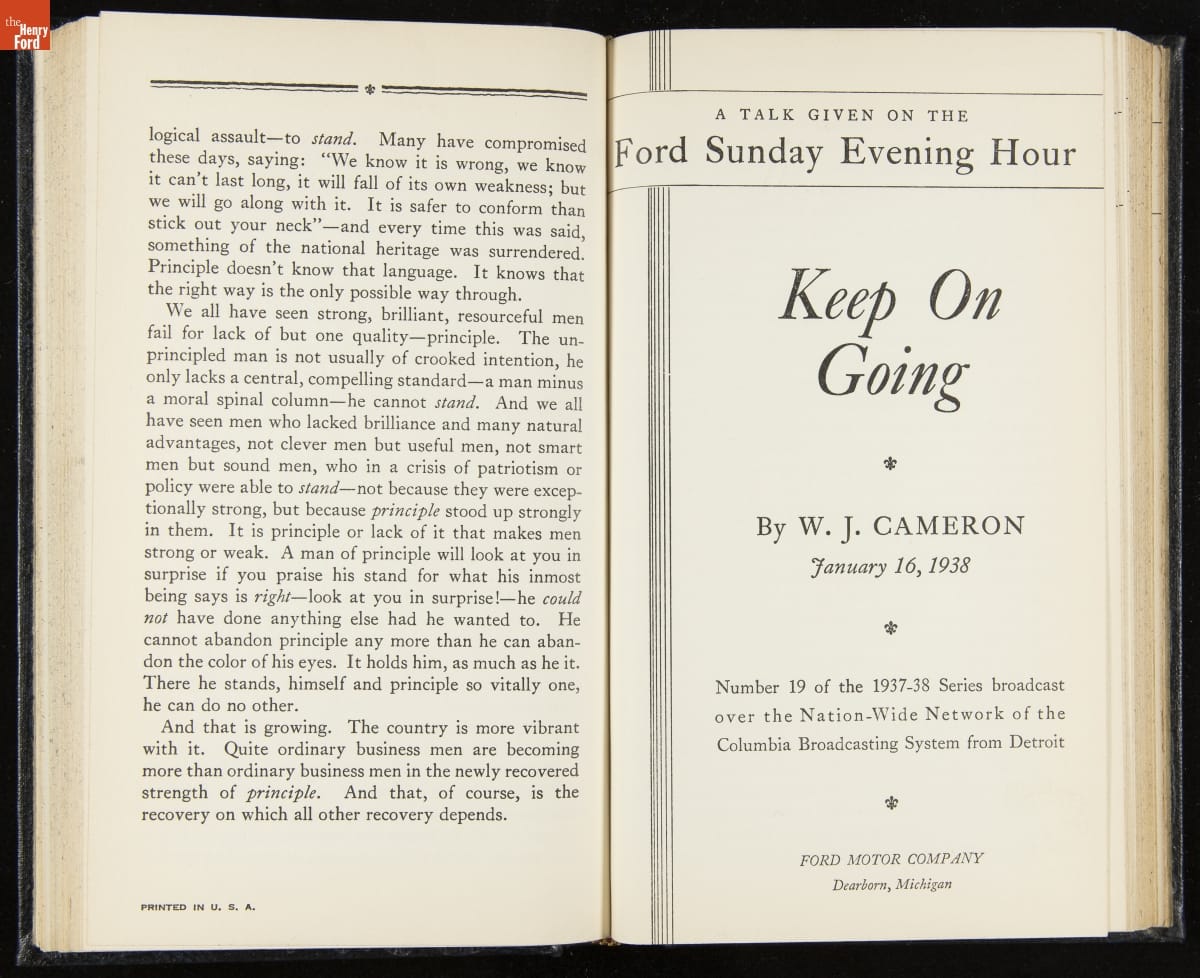 the
Henry
Ford
logical assault—to stand. Many have compromised
these days, saying: “We know it is wrong, we know
it can’t last long, it will fall of its own weakness; but
we will go along with it. It is safer to conform than
stick out your neck”—and every time this was said,
something of the national heritage was surrendered.
Principle doesn’t know that language. It knows that
the right way is the only possible way through.
We all have seen strong, brilliant, resourceful men
fail for lack of but one quality—principle. The un-
principled man is not usually of crooked intention, he
only lacks a central, compelling standard—a man minus
a moral spinal column—he cannot stand. And we all
have seen men who lacked brilliance and many natural
advantages, not clever men but useful men, not smart
men but sound men, who in a crisis of patriotism or
policy were able to stand—not because they were excep-
tionally strong, but because principle stood up strongly
in them. It is principle or lack of it that makes men
strong or weak. A man of principle will look at you in
surprise if you praise his stand for what his inmost
being says is right—look at you in surprise!—he could
not have done anything else had he wanted to. He
cannot abandon principle any more than he can aban-
don the color of his eyes. It holds him, as much as he it.
There he stands, himself and principle so vitally one,
he can do no other.
And that is growing. The country is more vibrant
with it. Quite ordinary business men are becoming
more than ordinary business men in the newly recovered
strength of principle. And that, of course, is the
recovery on which all other recovery depends.
PRINTED IN U. S. A.
A TALK GIVEN ON THE
Ford Sunday Evening Hour
Keep On
Going
By W. J. CAMERON
January 16, 1938
Number 19 of the 1937-38 Series broadcast
over the Nation-Wide Network of the
Columbia Broadcasting System from Detroit
FORD MOTOR COMPANY
Dearborn, Michigan